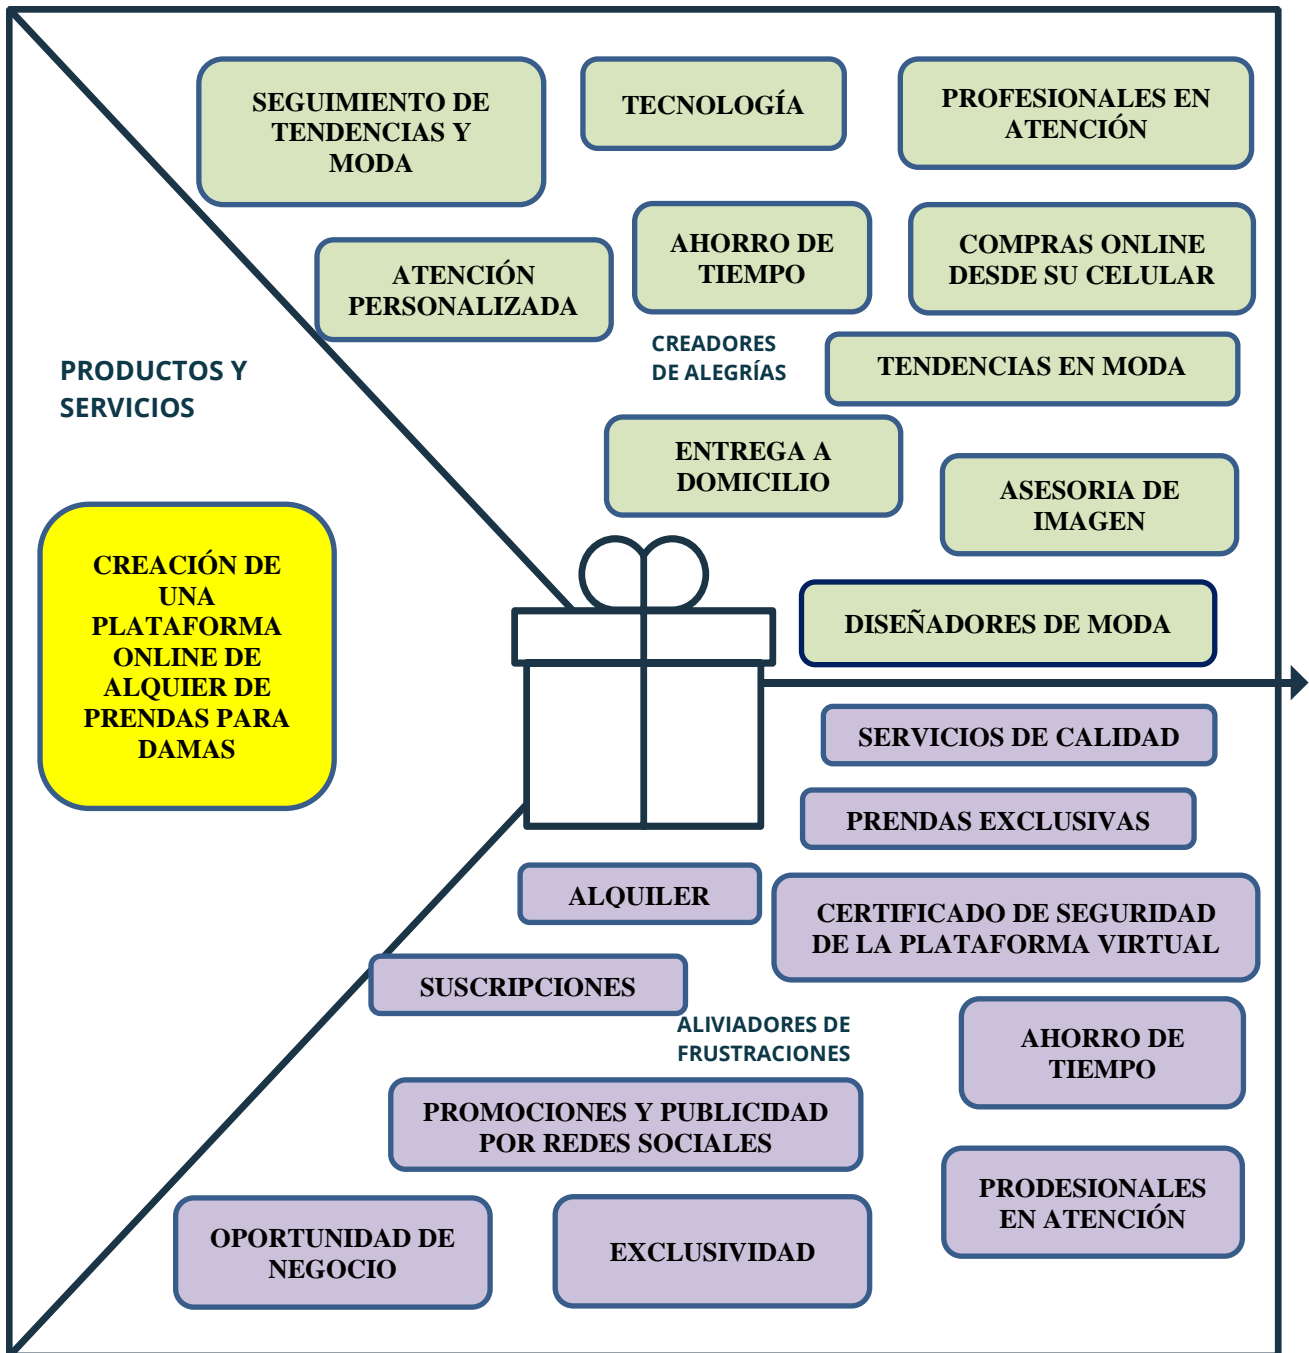 SEGUIMIENTO DE
TENDENCIAS Y
MODA
TECNOLOGÍA
PROFESIONALES EN
ATENCIÓN
ATENCIÓN
PERSONALIZADA
AHORRO DE
TIEMPO
COMPRAS ONLINE
DESDE SU CELULAR
CREADORES
DE ALEGRÍAS
TENDENCIAS EN MODA
PRODUCTOS Y
SERVICIOS
ENTREGA A
DOMICILIO
ASESORIA DE
IMAGEN
CREACIÓN DE
UNA
PLATAFORMA
ONLINE DE
ALQUIER DE
PRENDAS PARA
DAMAS
DISEÑADORES DE MODA
SERVICIOS DE CALIDAD
PRENDAS EXCLUSIVAS
ALQUILER
CERTIFICADO DE SEGURIDAD
DE LA PLATAFORMA VIRTUAL
SUSCRIPCIONES
ALIVIADORES DE
FRUSTRACIONES
AHORRO DE
TIEMPO
PROMOCIONES Y PUBLICIDAD
POR REDES SOCIALES
PRODESIONALES
EN ATENCIÓN
OPORTUNIDAD DE
NEGOCIO
EXCLUSIVIDAD